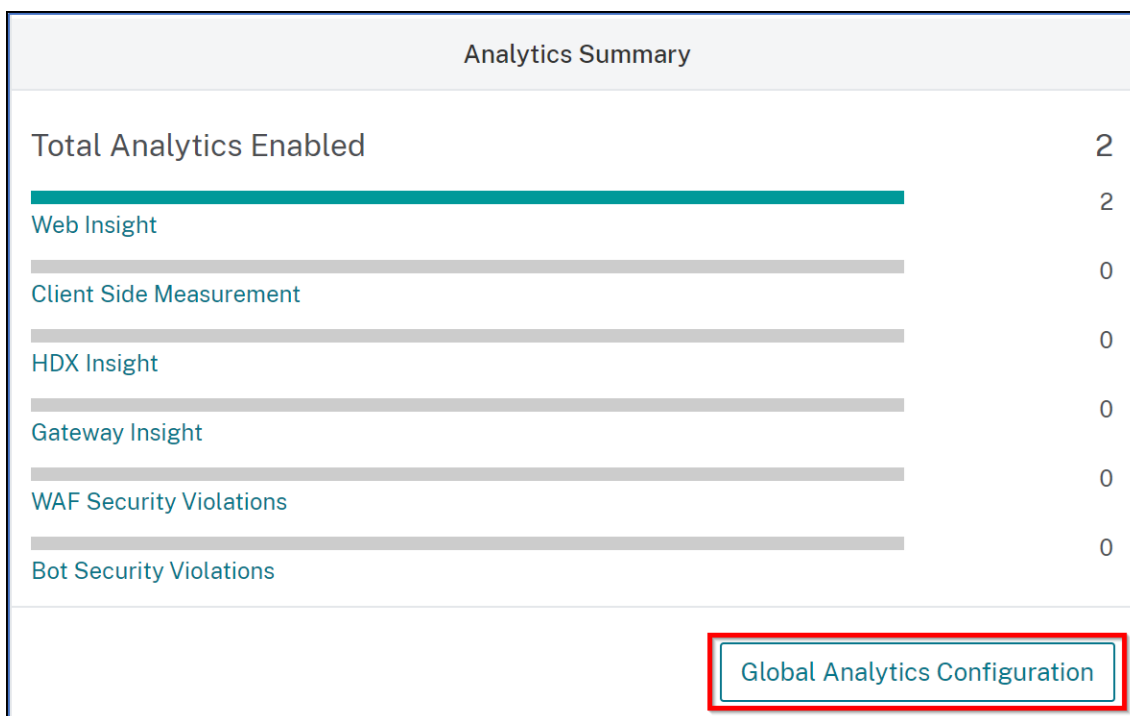 Analytics Summary
Total Analytics Enabled 2
2
Web Insight
0
Client Side Measurement
0
HDX Insight
0
Gateway Insight
0
WAF Security Violations
0
Bot Security Violations
Global Analytics Configuration